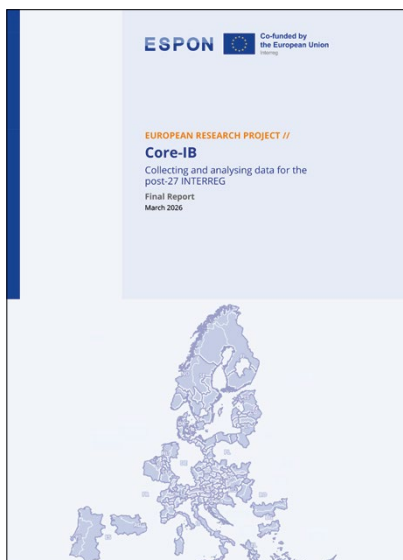 ESPON
Co-funded by
the European Union
Interreg
EUROPEAN RESEARCH PROJECT //
Core-IB
Collecting and analysing data for the
post-27 INTERREG
Final Report
March 2026